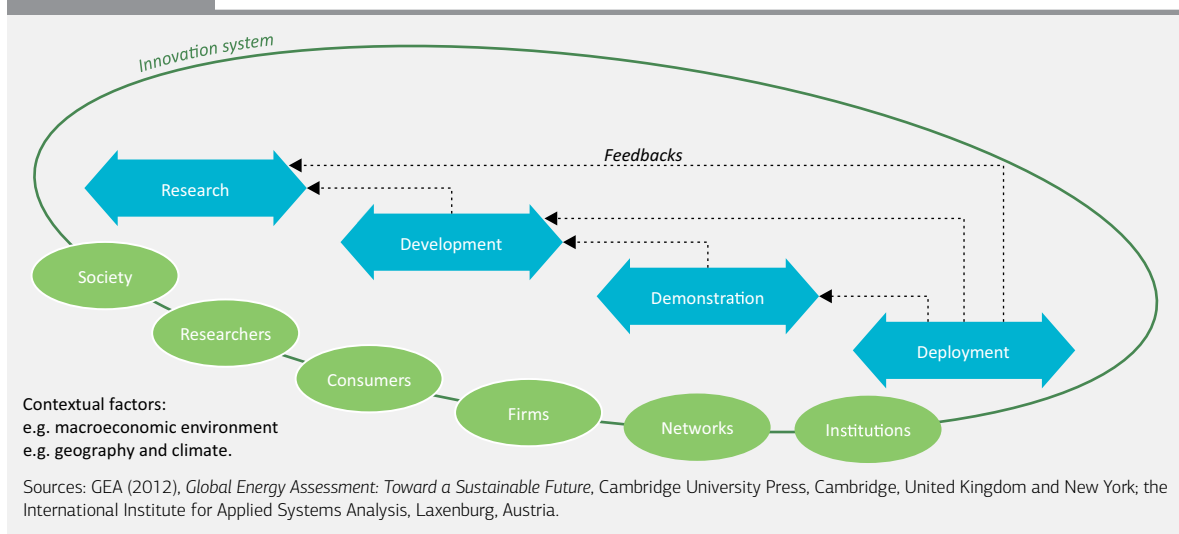 Innovation system
Feedbacks
Research
Development
Demonstration
Deployment
Society
Researchers
Consumers
Firms
Networks
Institutions
Contextual factors:
e.g. macroeconomic environment
e.g. geography and climate.
Sources: GEA (2012), Global Energy Assessment: Toward a Sustainable Future, Cambridge University Press, Cambridge, United Kingdom and New York; the
International Institute for Applied Systems Analysis, Laxenburg, Austria.